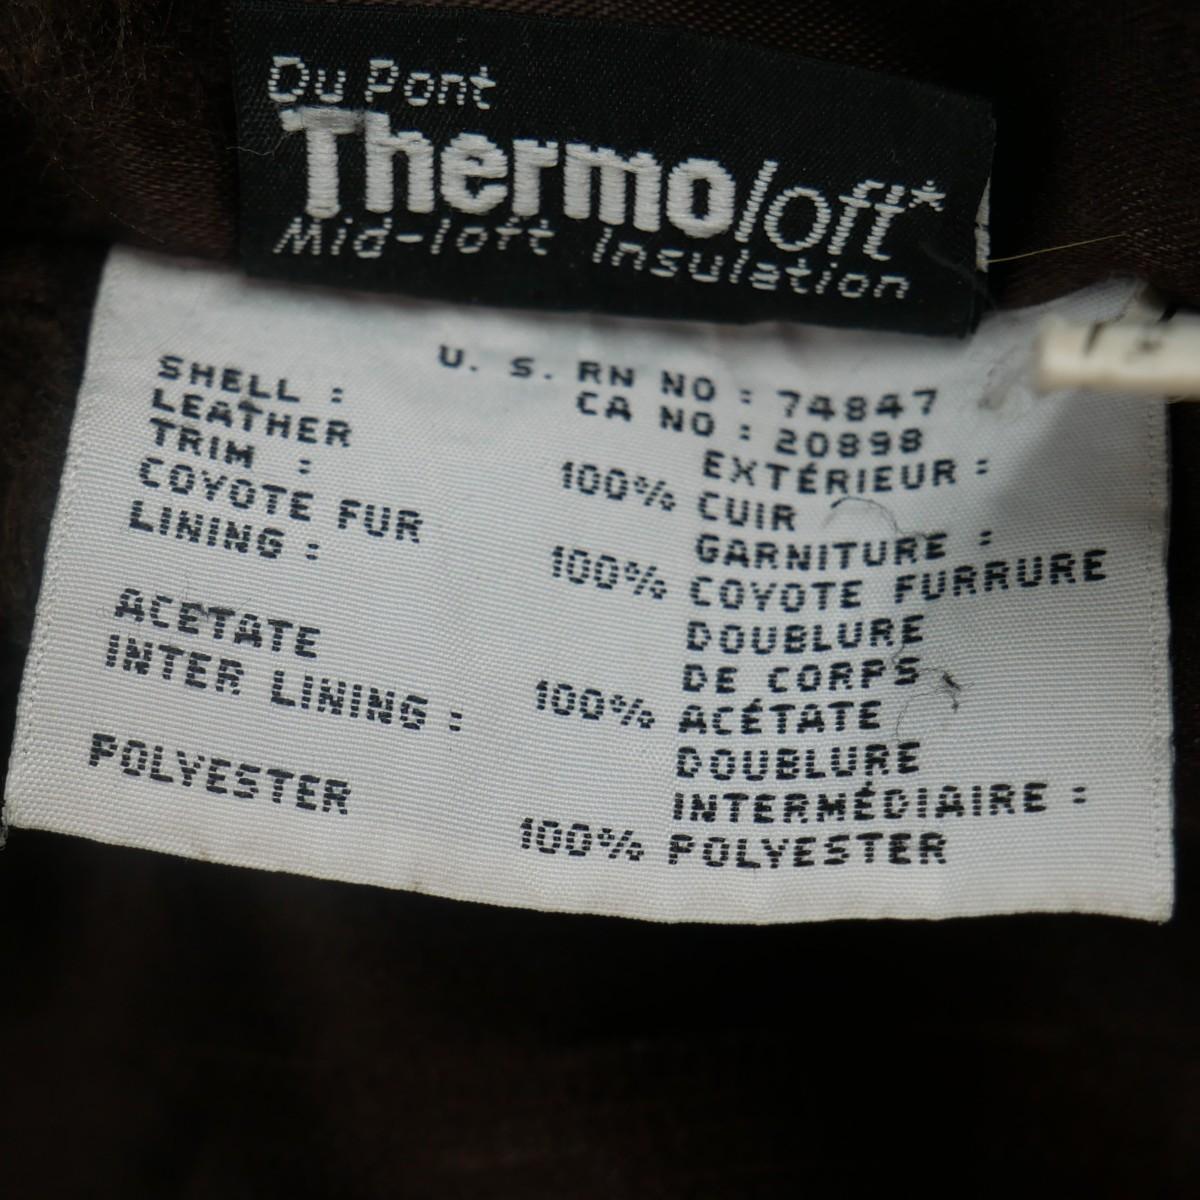 Du Pont
Thermoloft*
Mid-loft Insulation
U. S. RN NO : 74847
CA NO : 20898
SHELL :
LEATHER
TRIM :
COYOTE FUR
LINING :
ACETATE
INTER LINING :
POLYESTER
EXTÉRIEUR :
100% CUIR
GARNITURE :
100% COYOTE FURRURE
DOUBLURE
DE CORPS
100% ACÉTATE
DOUBLURE
INTERMÉDIAIRE :
100% POLYESTER